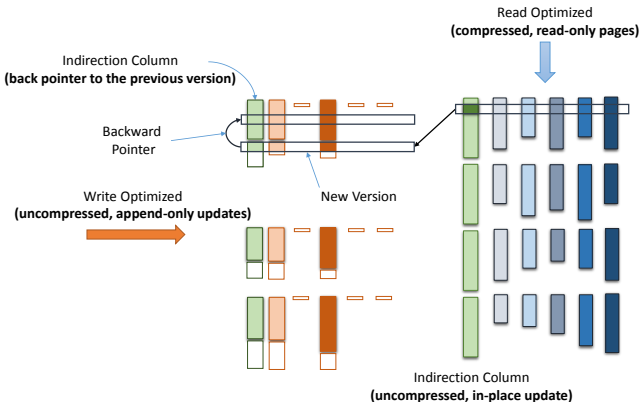 Read Optimized
(compressed, read-only pages)
Indirection Column
(back pointer to the previous version)
Backward
Pointer
New Version
Write Optimized
(uncompressed, append-only updates)
Indirection Column
(uncompressed, in-place update)